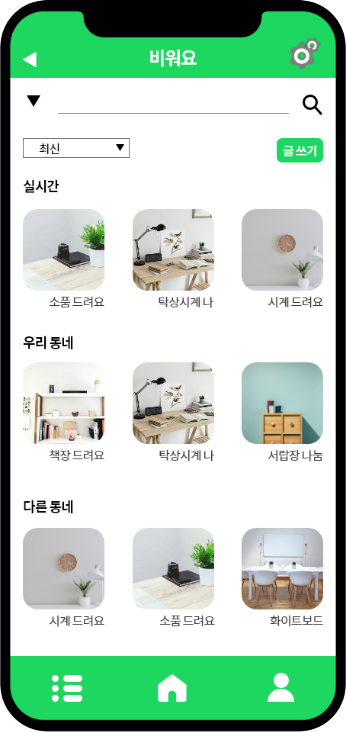 비워요
최신
글 쓰기
실시간
소품 드려요
탁상시계 나
시계 드려요
우리 동네
책장 드려요
탁상시계 나
서랍장 나눔
다른 동네
시계 드려요
소품 드려요
화이트보드